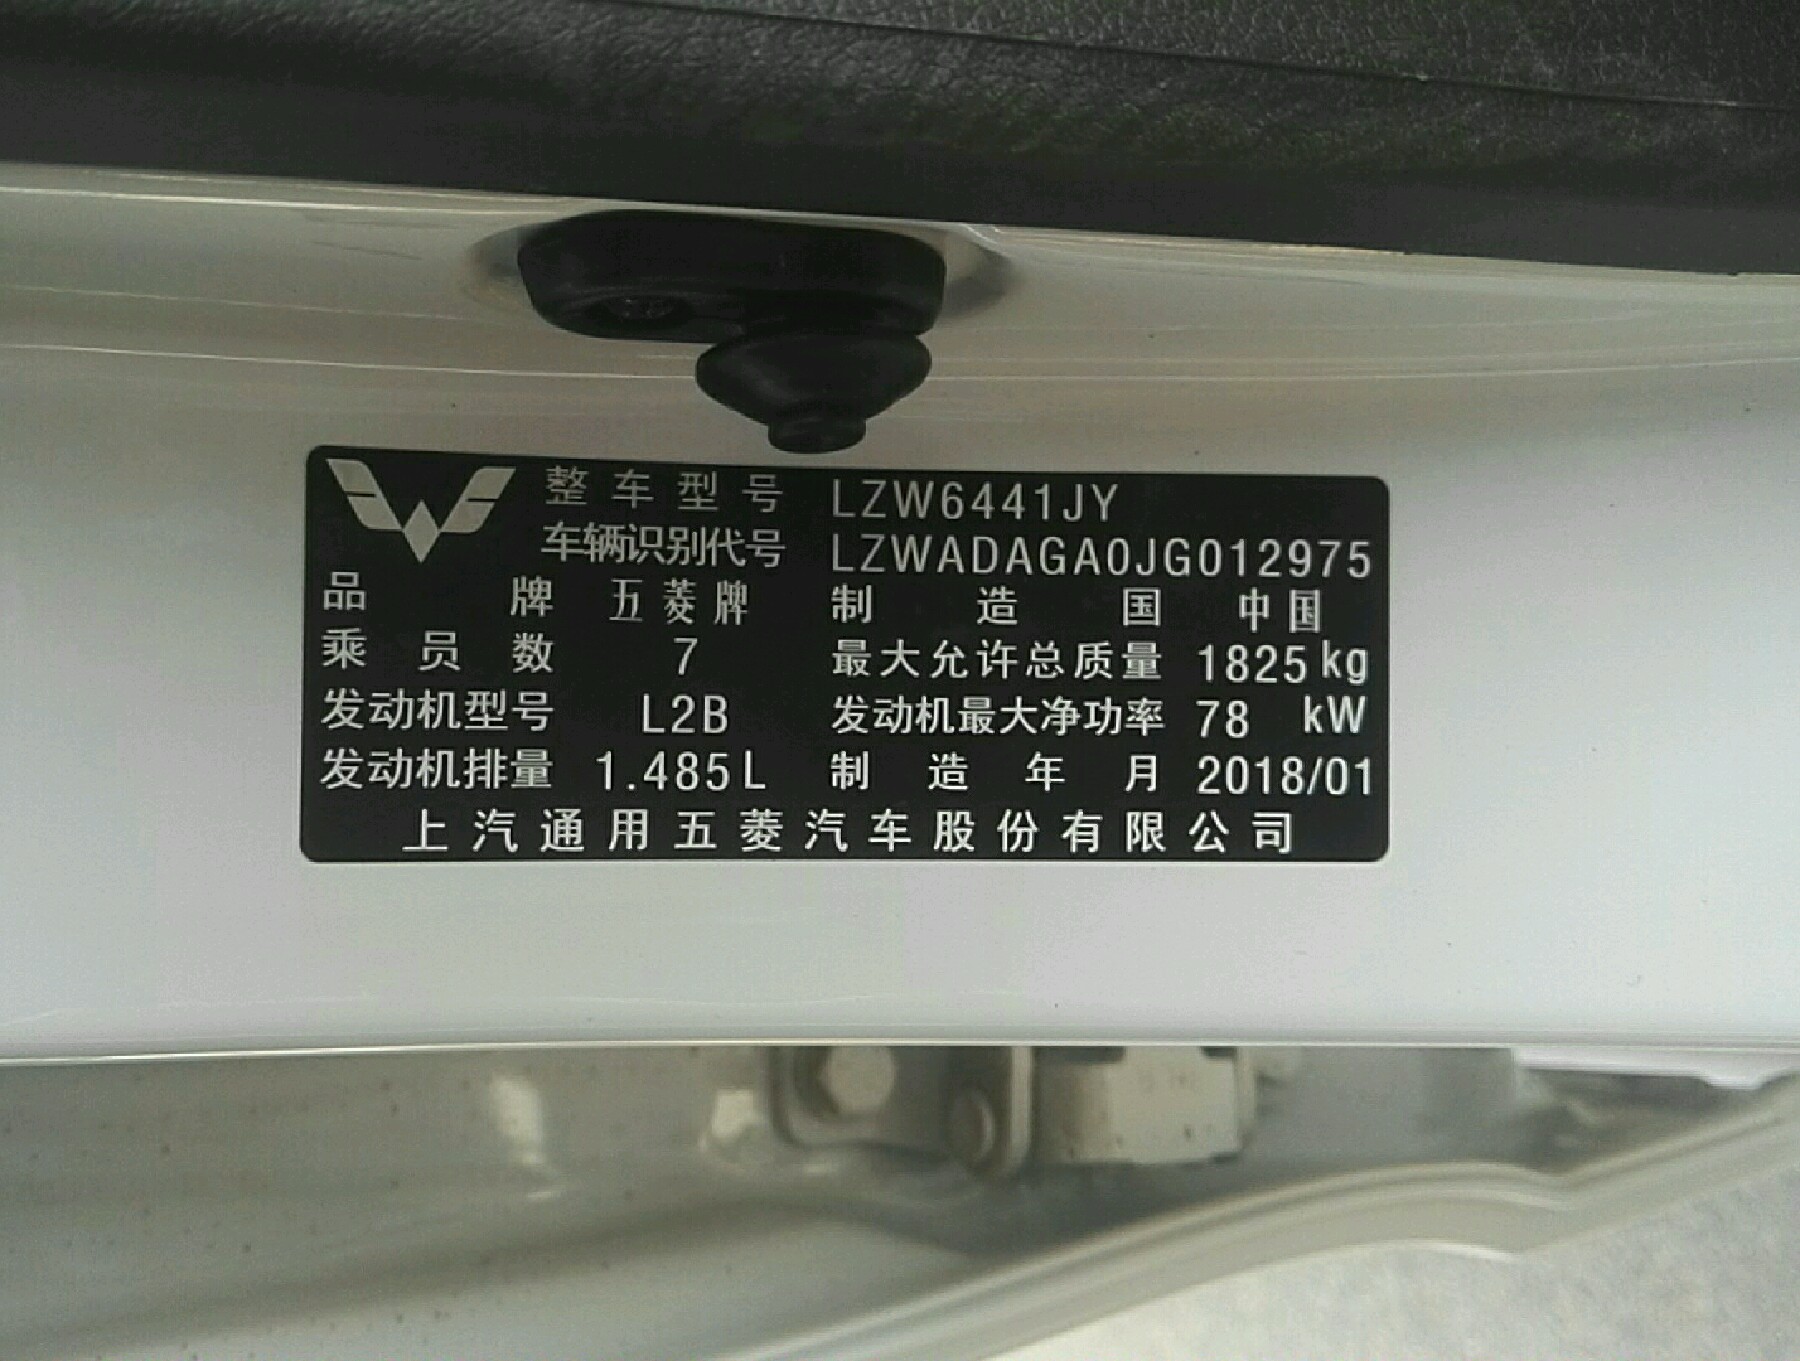 整车型号 LZW6441JY
车辆识别代号 LZWADAGA0JG012975
品牌 五菱牌 制造国 中国
乘员数 7 最大允许总质量 1825kg
发动机型号 L2B 发动机最大净功率 78 kW
发动机排量 1.485L 制造年月 2018/01
上汽通用五菱汽车股份有限公司